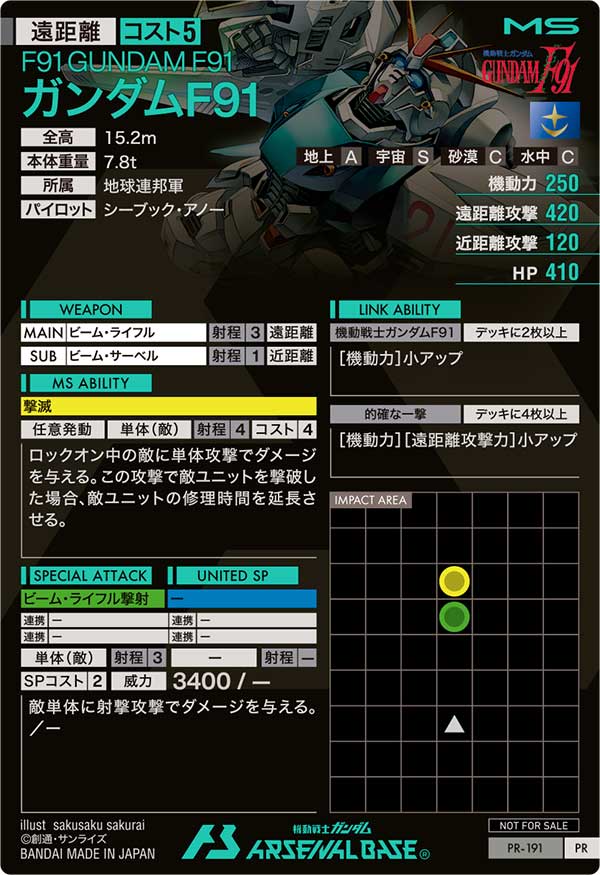 遠距離 コスト5 MS
F91 GUNDAM F91
機動戦士ガンダム
GUNDAM F91
ガンダムF91
全高 15.2m
本体重量 7.8t
所属 地球連邦軍
パイロット シーブック・アノー
地上 A 宇宙 S 砂漠 C 水中 C
機動力 250
遠距離攻撃 420
近距離攻撃 120
HP 410
WEAPON
MAIN ビーム・ライフル 射程 3 遠距離
SUB ビーム・サーベル 射程 1 近距離
MS ABILITY
撃滅
任意発動 単体(敵) 射程 4 コスト 4
ロックオン中の敵に単体攻撃でダメージ
を与える。この攻撃で敵ユニットを撃破し
た場合、敵ユニットの修理時間を延長さ
せる。
LINK ABILITY
機動戦士ガンダムF91 デッキに2枚以上
[機動力]小アップ
的確な一撃 デッキに4枚以上
[機動力][遠距離攻撃力]小アップ
IMPACT AREA
SPECIAL ATTACK UNITED SP
ビーム・ライフル撃射 ー
連携 ー 連携 ー
連携 ー 連携 ー
単体(敵) 射程 3 ー 射程 ー
SPコスト 2 威力 3400 / ー
敵単体に射撃攻撃でダメージを与える。
/ー
illust sakusaku sakurai
©創通・サンライズ
BANDAI MADE IN JAPAN
機動戦士ガンダム
AB ARSENAL BASE ®
NOT FOR SALE
PR-191 PR